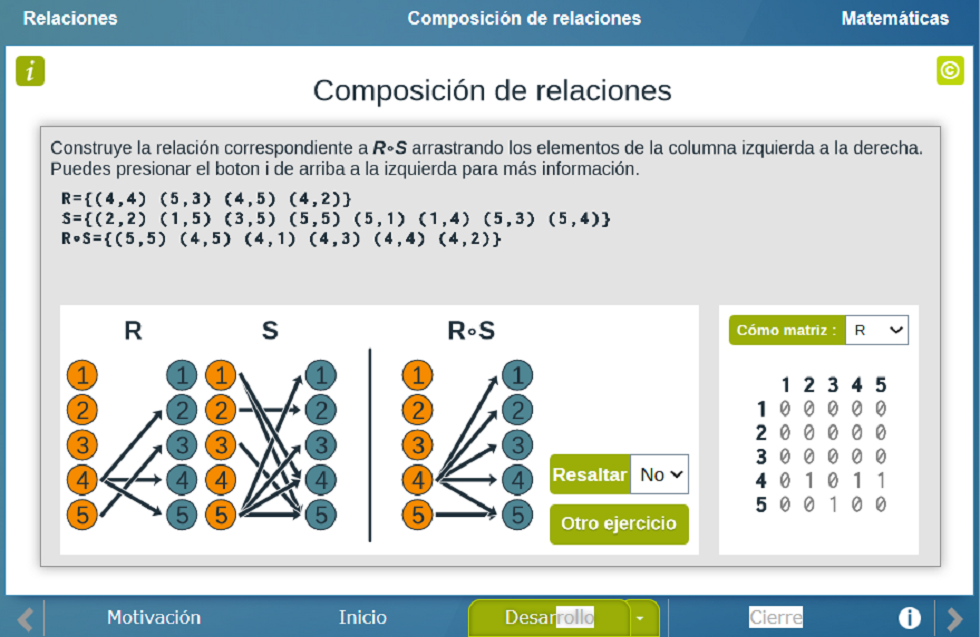 Relaciones Composición de relaciones Matemáticas
i ©
Composición de relaciones
Construye la relación correspondiente a R∘S arrastrando los elementos de la columna izquierda a la derecha.
Puedes presionar el boton i de arriba a la izquierda para más información.
R={(4,4) (5,3) (4,5) (4,2)}
S={(2,2) (1,5) (3,5) (5,5) (5,1) (1,4) (5,3) (5,4)}
R∘S={(5,5) (4,5) (4,1) (4,3) (4,4) (4,2)}
R S R∘S
Cómo matriz : R
1 1 1 1 1 1
2 2 2 2 2 2
3 3 3 3 3 3
4 4 4 4 4 4
5 5 5 5 5 5
Resaltar No
Otro ejercicio
1 2 3 4 5
1 0 0 0 0 0
2 0 0 0 0 0
3 0 0 0 0 0
4 0 1 0 1 1
5 0 0 1 0 0
Motivación Inicio Desarrollo Cierre i